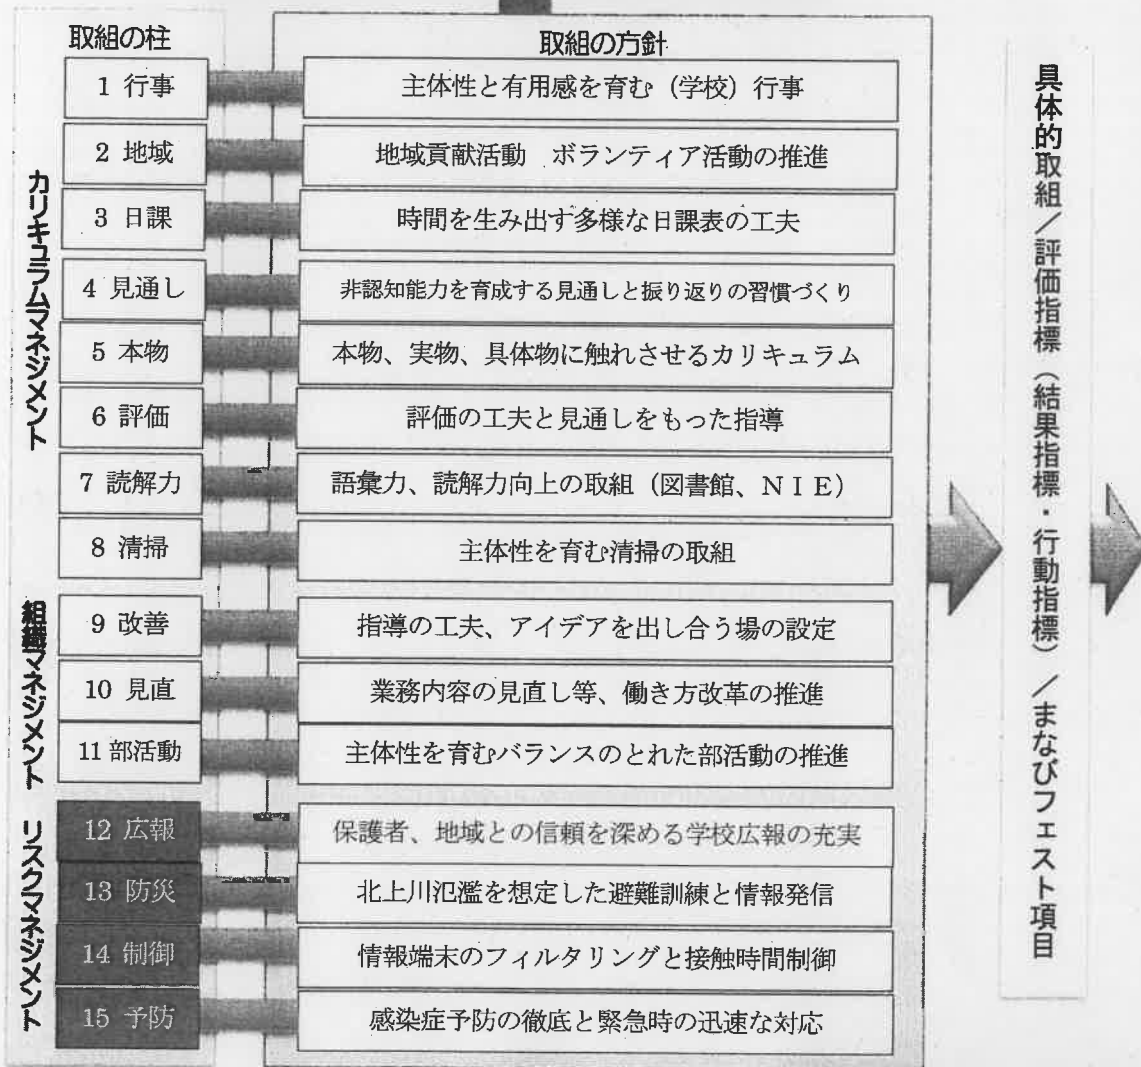 取組の柱
取組の方針
カリキュラムマネジメント
1 行事
主体性と有用感を育む（学校）行事
2 地域
地域貢献活動　ボランティア活動の推進
3 日課
時間を生み出す多様な日課表の工夫
4 見通し
非認知能力を育成する見通しと振り返りの習慣づくり
5 本物
本物、実物、具体物に触れさせるカリキュラム
6 評価
評価の工夫と見通しをもった指導
7 読解力
語彙力、読解力向上の取組（図書館、ＮＩＥ）
8 清掃
主体性を育む清掃の取組
組織マネジメント
9 改善
指導の工夫、アイデアを出し合う場の設定
10 見直
業務内容の見直し等、働き方改革の推進
11 部活動
主体性を育むバランスのとれた部活動の推進
リスクマネジメント
12 広報
保護者、地域との信頼を深める学校広報の充実
13 防災
北上川氾濫を想定した避難訓練と情報発信
14 制御
情報端末のフィルタリングと接触時間制御
15 予防
感染症予防の徹底と緊急時の迅速な対応
具体的取組／評価指標（結果指標・行動指標）／まなびフェスト項目